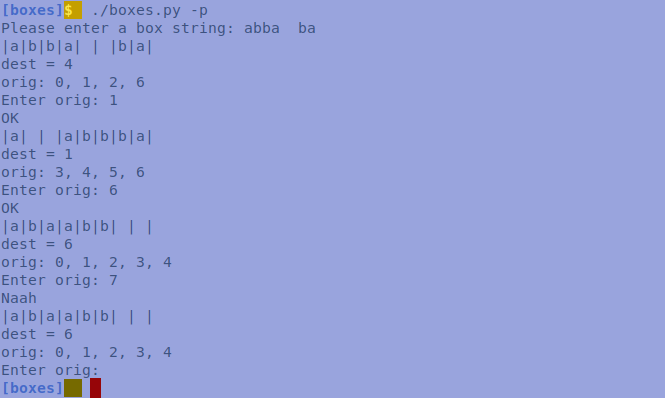 [boxes]$ ./boxes.py -p
Please enter a box string: abba  ba
|a|b|b|a| | |b|a|
dest = 4
orig: 0, 1, 2, 6
Enter orig: 1
OK
|a| | |a|b|b|b|a|
dest = 1
orig: 3, 4, 5, 6
Enter orig: 6
OK
|a|b|a|a|b|b| | |
dest = 6
orig: 0, 1, 2, 3, 4
Enter orig: 7
Naah
|a|b|a|a|b|b| | |
dest = 6
orig: 0, 1, 2, 3, 4
Enter orig:
[boxes]